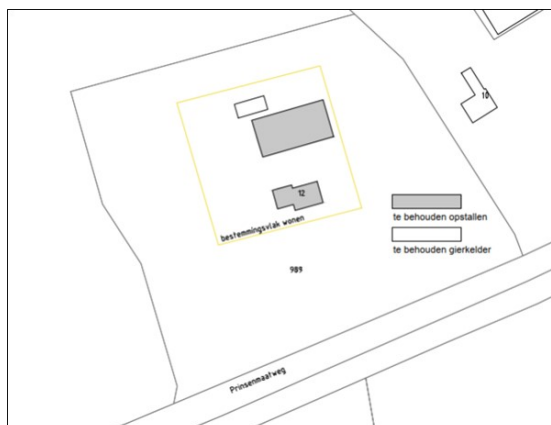 10
12
te behouden opstallen
te behouden gierkelder
bestemmingsvlak wonen
989
Prinsenmaatweg